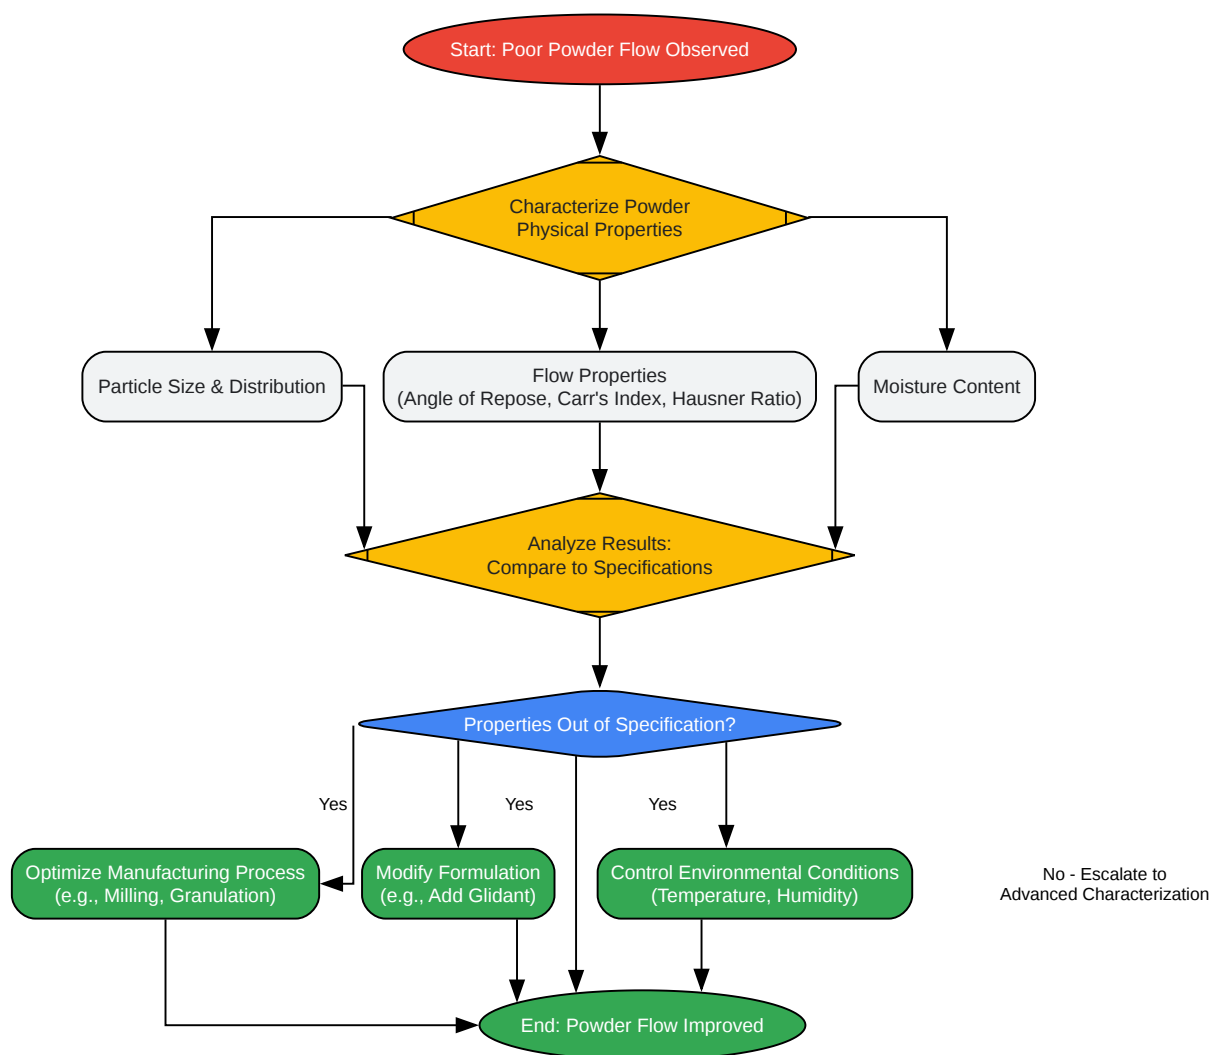 Start: Poor Powder Flow Observed
Characterize Powder
Physical Properties
Particle Size & Distribution
Flow Properties
(Angle of Repose, Carr's Index, Hausner Ratio)
Moisture Content
Analyze Results:
Compare to Specifications
Properties Out of Specification?
Yes
Yes
Yes
Optimize Manufacturing Process
(e.g., Milling, Granulation)
Modify Formulation
(e.g., Add Glidant)
Control Environmental Conditions
(Temperature, Humidity)
No - Escalate to
Advanced Characterization
End: Powder Flow Improved